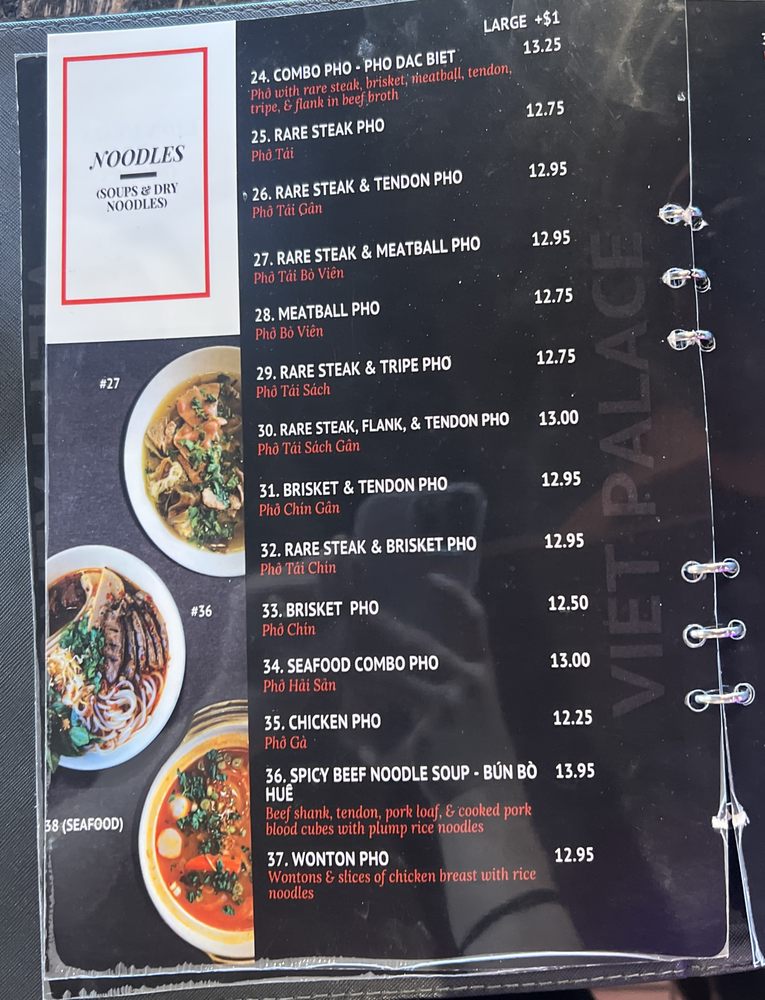 LARGE +$1
NOODLES
(SOUPS & DRY
NOODLES)
24. COMBO PHO - PHO DAC BIET 13.25
Phở with rare steak, brisket, meatball, tendon,
tripe, & flank in beef broth
25. RARE STEAK PHO 12.75
Phở Tái
26. RARE STEAK & TENDON PHO 12.95
Phở Tái Gân
27. RARE STEAK & MEATBALL PHO 12.95
Phở Tái Bò Viên
28. MEATBALL PHO 12.75
Phở Bò Viên
29. RARE STEAK & TRIPE PHO 12.75
Phở Tái Sách
30. RARE STEAK, FLANK, & TENDON PHO 13.00
Phở Tái Sách Gân
31. BRISKET & TENDON PHO 12.95
Phở Chín Gân
32. RARE STEAK & BRISKET PHO 12.95
Phở Tái Chín
33. BRISKET PHO 12.50
Phở Chín
34. SEAFOOD COMBO PHO 13.00
Phở Hải Sản
35. CHICKEN PHO 12.25
Phở Gà
36. SPICY BEEF NOODLE SOUP - BÚN BÒ 13.95
HUẾ
Beef shank, tendon, pork loaf, & cooked pork
blood cubes with plump rice noodles
37. WONTON PHO 12.95
Wontons & slices of chicken breast with rice
noodles
#27
#36
38 (SEAFOOD)
VIET PALACE